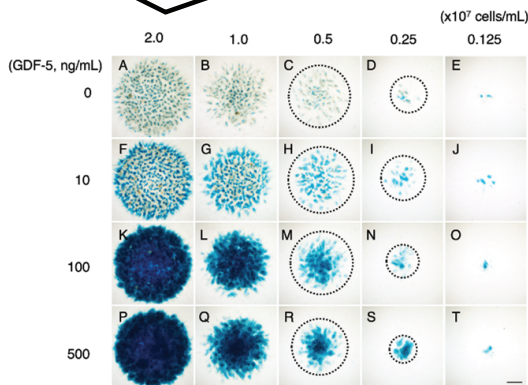 (x10⁷ cells/mL)
2.0 1.0 0.5 0.25 0.125
(GDF-5, ng/mL)
A B C D E
0
F G H I J
10
K L M N O
100
P Q R S T
500